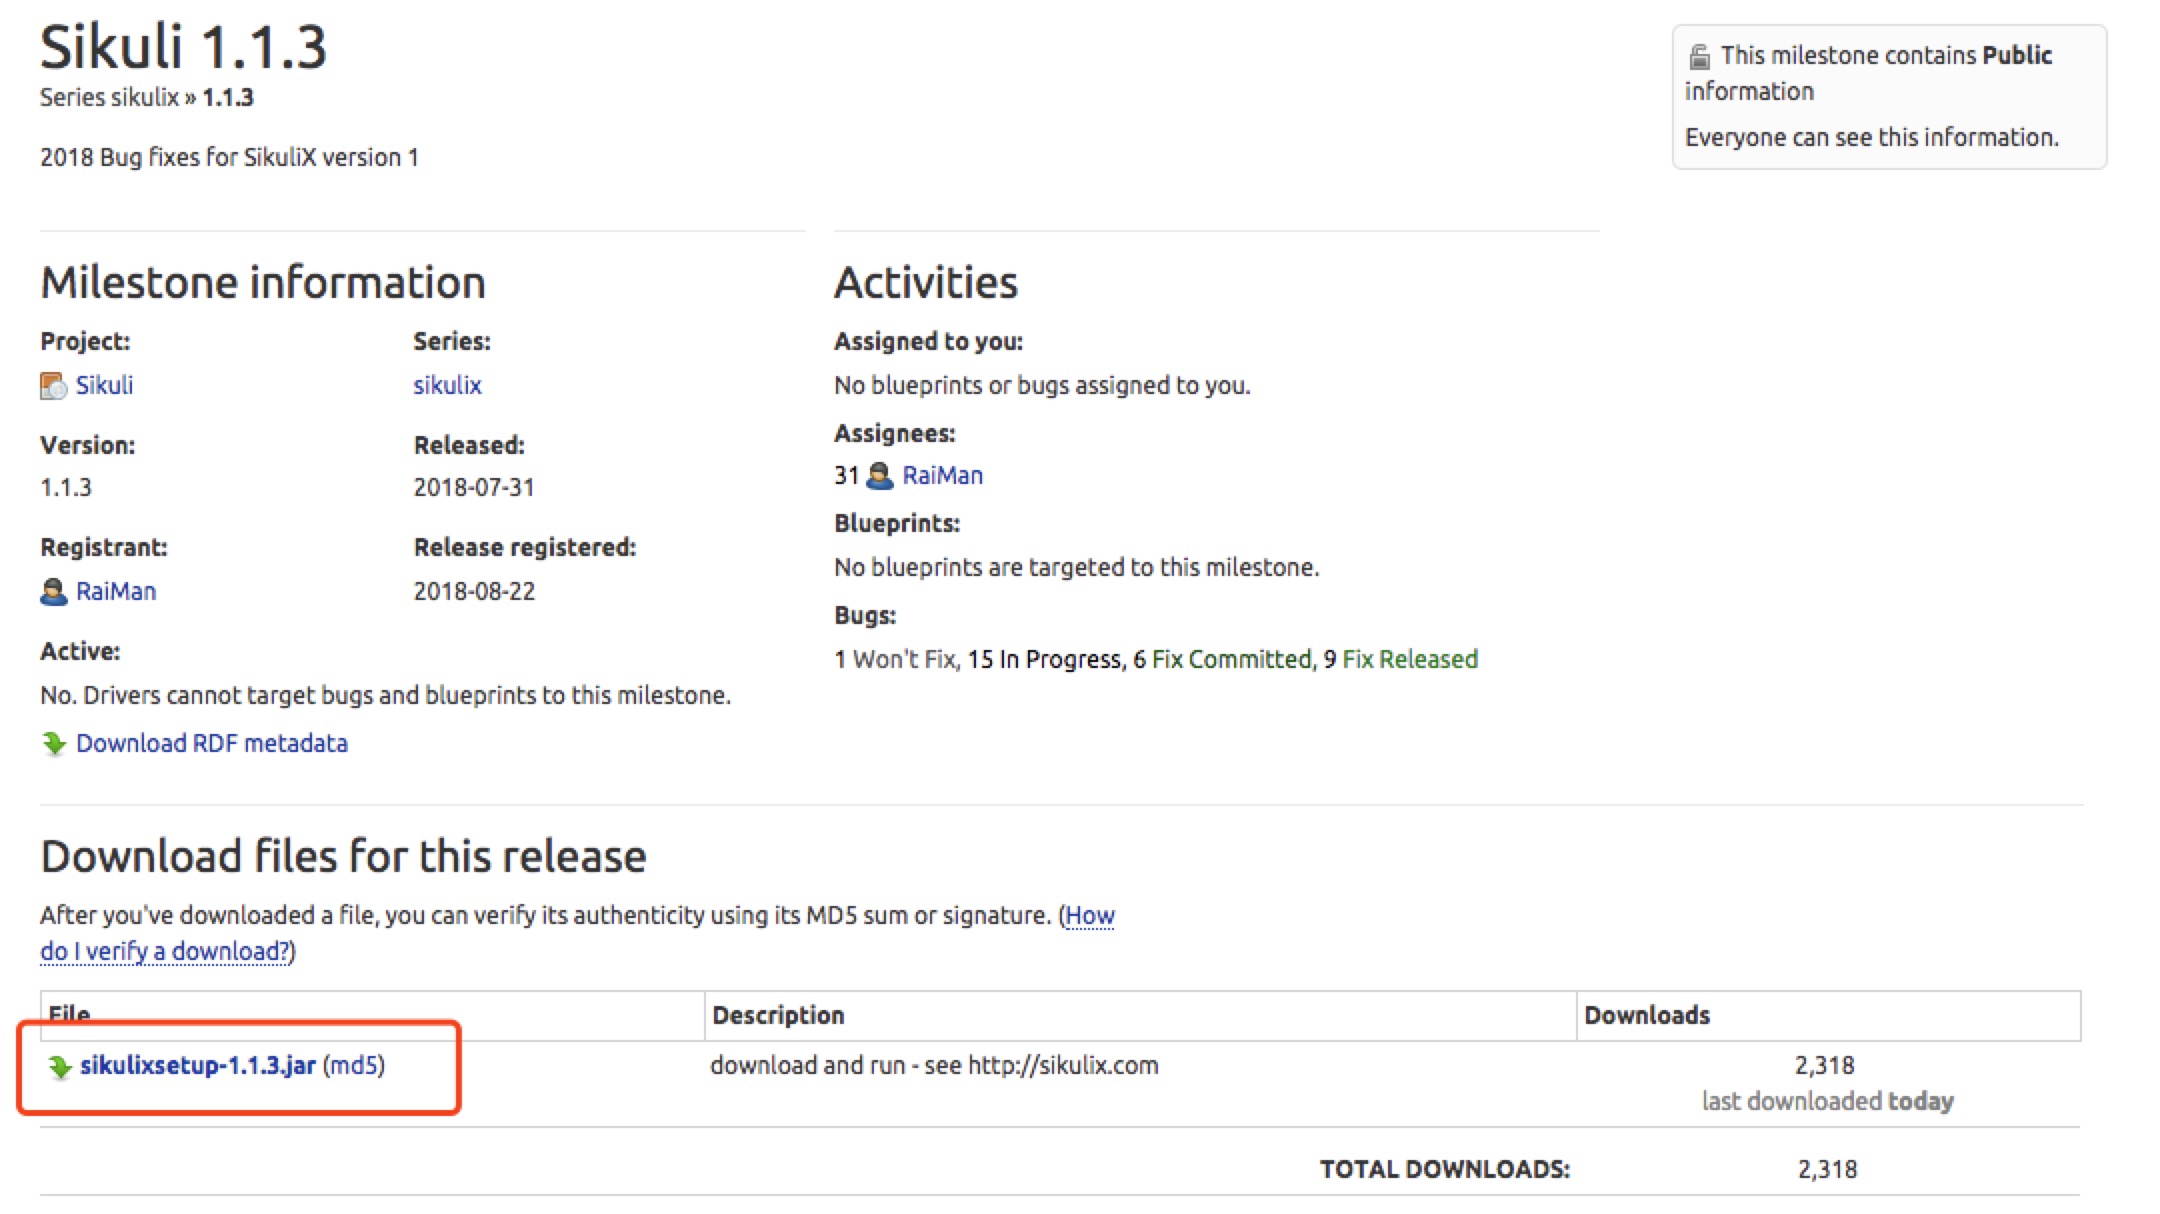 Sikuli 1.1.3
Series sikulix » 1.1.3
2018 Bug fixes for SikuliX version 1
This milestone contains Public
information
Everyone can see this information.
Milestone information
Project:
Sikuli
Series:
sikulix
Version:
1.1.3
Released:
2018-07-31
Registrant:
RaiMan
Release registered:
2018-08-22
Active:
No. Drivers cannot target bugs and blueprints to this milestone.
Download RDF metadata
Activities
Assigned to you:
No blueprints or bugs assigned to you.
Assignees:
31 RaiMan
Blueprints:
No blueprints are targeted to this milestone.
Bugs:
1 Won't Fix, 15 In Progress, 6 Fix Committed, 9 Fix Released
Download files for this release
After you've downloaded a file, you can verify its authenticity using its MD5 sum or signature. (How
do I verify a download?)
File Description Downloads
sikulixsetup-1.1.3.jar (md5) download and run - see http://sikulix.com 2,318
last downloaded today
TOTAL DOWNLOADS: 2,318